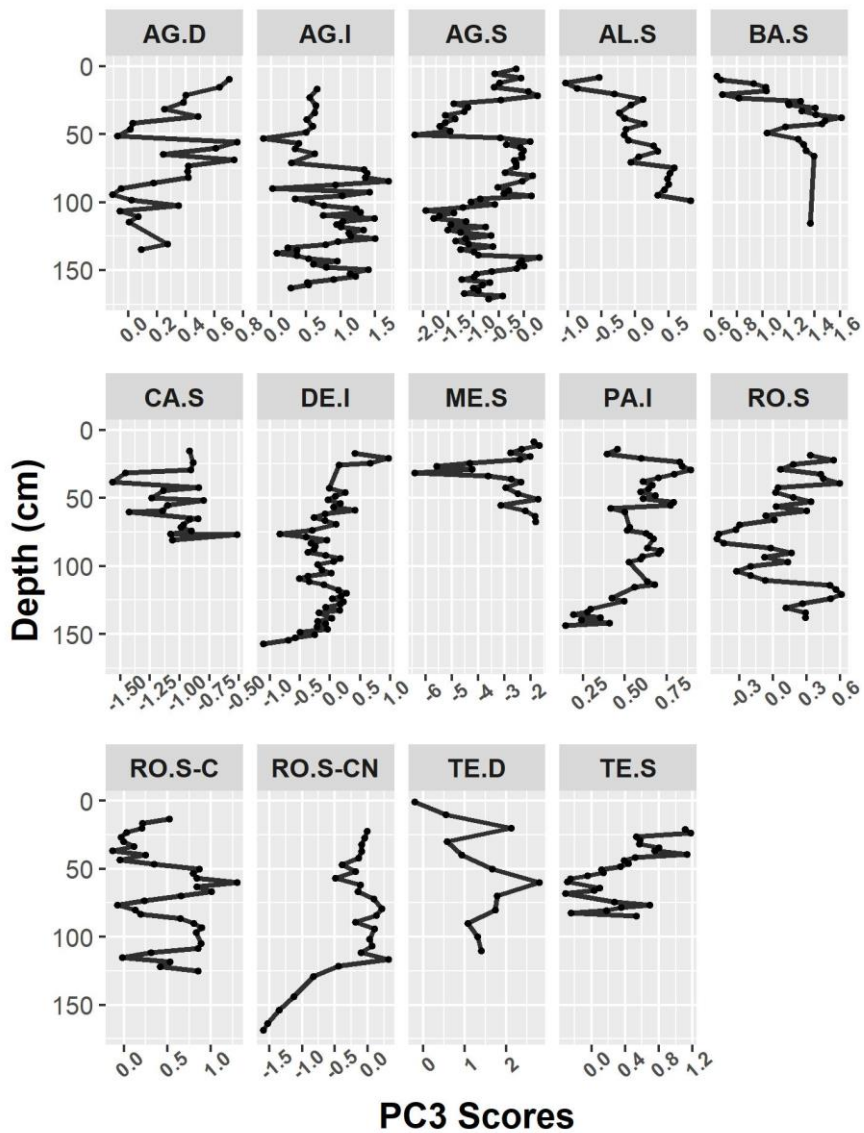 AG.D AG.I AG.S AL.S BA.S
0
50
100
150
0.0 0.2 0.4 0.6 0.8 0.0 0.5 1.0 1.5 -2.0 -1.5 -1.0 -0.5 0.0 -1.0 -0.5 0.0 0.5 0.6 0.8 1.0 1.2 1.4 1.6
CA.S DE.I ME.S PA.I RO.S
0
50
100
150
-1.50 -1.25 -1.00 -0.75 -0.50 -1.0 -0.5 0.0 0.5 1.0 -6 -5 -4 -3 -2 0.25 0.50 0.75 -0.3 0.0 0.3 0.6
Depth (cm)
RO.S-C RO.S-CN TE.D TE.S
0
50
100
150
0.0 0.5 1.0 -1.5 -1.0 -0.5 0.0 0 1 2 0.0 0.4 0.8 1.2
PC3 Scores